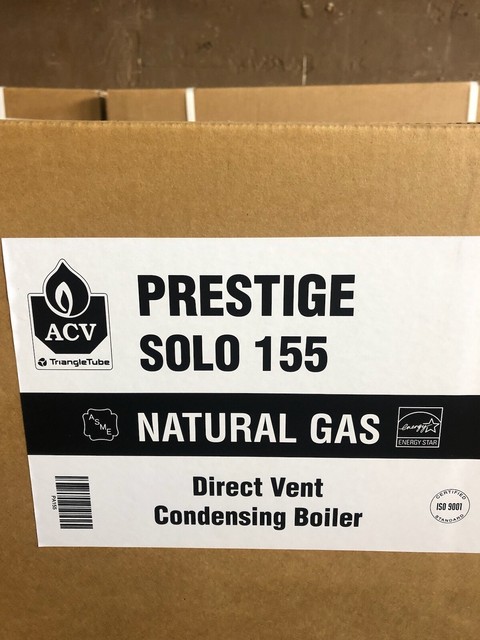 PRESTIGE
SOLO 155
ACV
TriangleTube
ASME
NATURAL GAS
energy
ENERGY STAR
Direct Vent
Condensing Boiler
PA155
CERTIFIED
ISO 9001
STANDARD